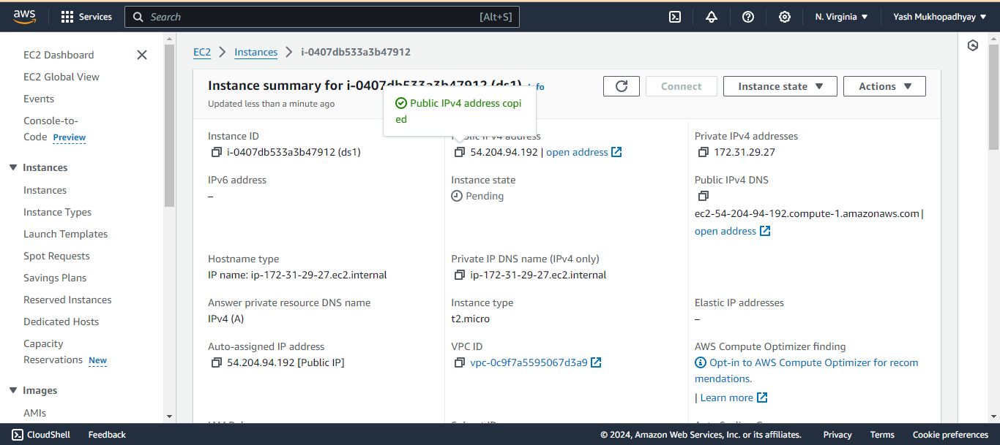 aws
Services
Search
[Alt+S]
N. Virginia
Yash Mukhopadhyay
EC2 Dashboard
EC2 Global View
Events
Console-to-
Code Preview
Instances
Instances
Instance Types
Launch Templates
Spot Requests
Savings Plans
Reserved Instances
Dedicated Hosts
Capacity
Reservations New
Images
AMIs
EC2
Instances
i-0407db533a3b47912
Instance summary for i-0407db533a3b47912 (ds1)
Updated less than a minute ago
Connect
Instance state
Actions
Public IPv4 address copi
ed
Instance ID
i-0407db533a3b47912 (ds1)
Public IPv4 address
54.204.94.192 | open address
Private IPv4 addresses
172.31.29.27
IPv6 address
–
Instance state
Pending
Public IPv4 DNS
ec2-54-204-94-192.compute-1.amazonaws.com |
open address
Hostname type
IP name: ip-172-31-29-27.ec2.internal
Private IP DNS name (IPv4 only)
ip-172-31-29-27.ec2.internal
Answer private resource DNS name
IPv4 (A)
Instance type
t2.micro
Elastic IP addresses
–
Auto-assigned IP address
54.204.94.192 [Public IP]
VPC ID
vpc-0c9f7a5595067d3a9
AWS Compute Optimizer finding
Opt-in to AWS Compute Optimizer for recom
mendations.
| Learn more
CloudShell
Feedback
© 2024, Amazon Web Services, Inc. or its affiliates.
Privacy
Terms
Cookie preferences